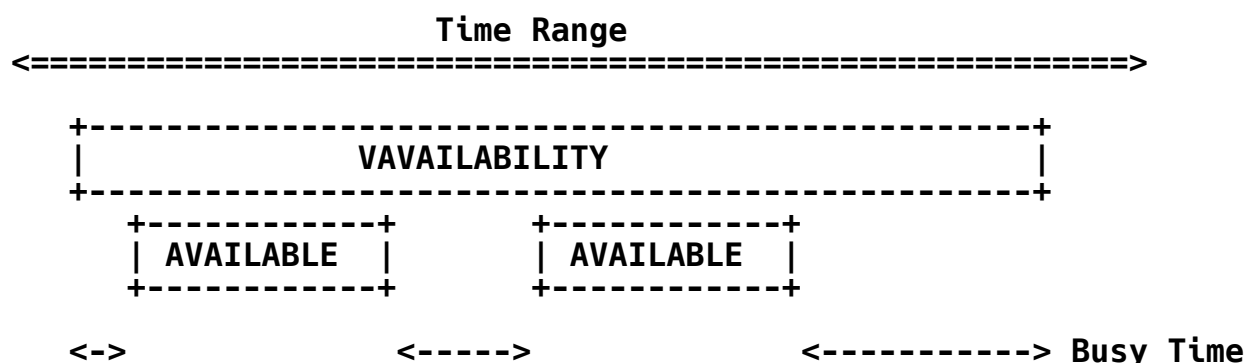 Time Range
<=========================================================>
+-------------------------------------------------+
| VAVAILABILITY |
+-------------------------------------------------+
+------------+ +------------+
| AVAILABLE | | AVAILABLE |
+------------+ +------------+
<-> <-----> <-----------> Busy Time